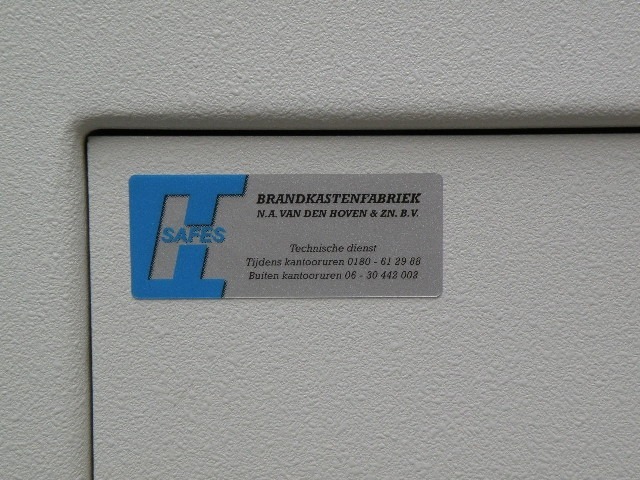 BRANDKASTENFABRIEK
N.A. VAN DEN HOVEN & ZN. B.V.
SAFES
Technische dienst
Tijdens kantooruren 0180 - 61 29 88
Buiten kantooruren 06 - 30 442 003